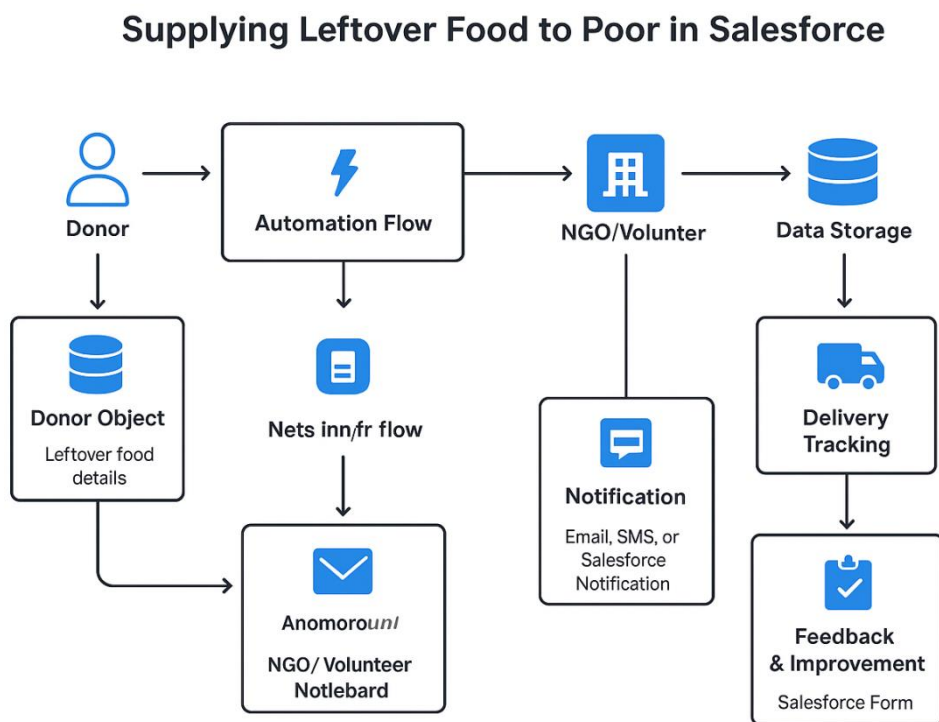 Supplying Leftover Food to Poor in Salesforce
Donor
Automation Flow
NGO/Volunter
Data Storage
Donor Object
Leftover food
details
Nets inn/fr flow
Notification
Email, SMS, or
Salesforce
Notification
Delivery
Tracking
Anomorounl
NGO/ Volunteer
Notlebard
Feedback
& Improvement
Salesforce Form